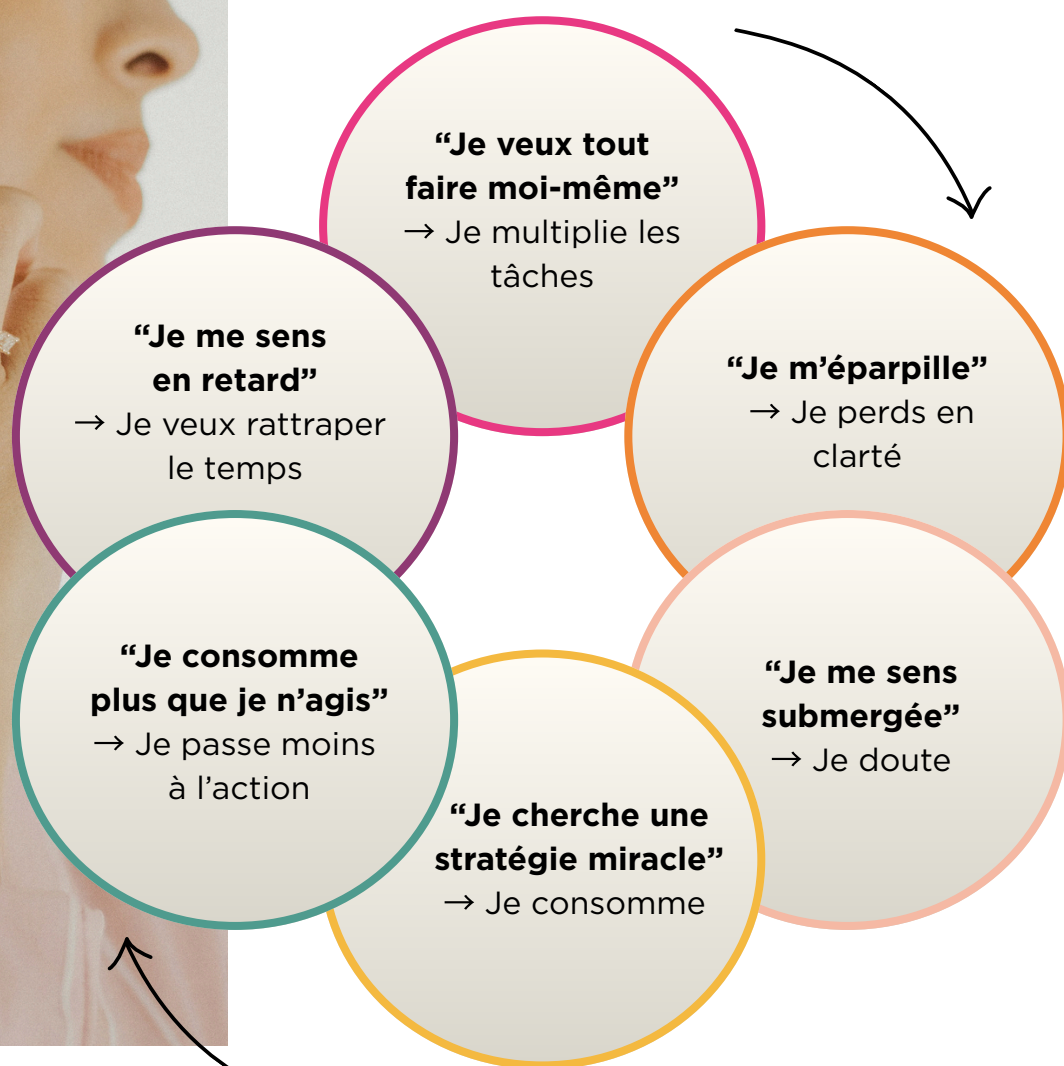 “Je veux tout
faire moi-même”
→ Je multiplie les
tâches
“Je m’éparpille”
→ Je perds en
clarté
“Je me sens
submergée”
→ Je doute
“Je cherche une
stratégie miracle”
→ Je consomme
“Je consomme
plus que je n’agis”
→ Je passe moins
à l’action
“Je me sens
en retard”
→ Je veux rattraper
le temps